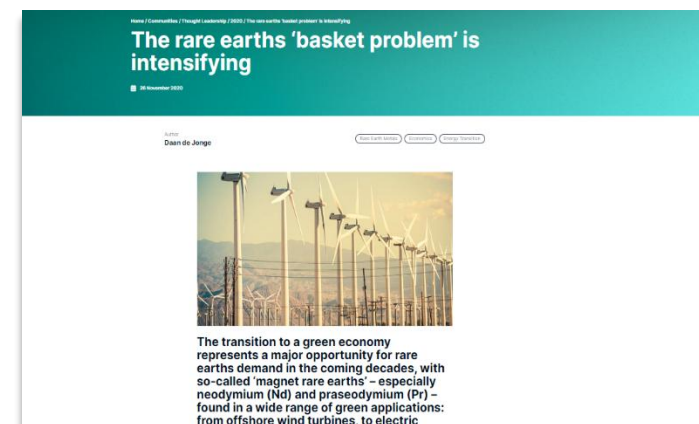 Home / Communities / Thought Leadership / 2020 / The rare earths ‘basket problem’ is intensifying
The rare earths ‘basket problem’ is
intensifying
26 November 2020
Author
Daan de Jonge
Rare Earth Metals
Economics
Energy Transition
The transition to a green economy
represents a major opportunity for rare
earths demand in the coming decades, with
so-called ‘magnet rare earths’ – especially
neodymium (Nd) and praseodymium (Pr) –
found in a wide range of green applications:
from offshore wind turbines, to electric